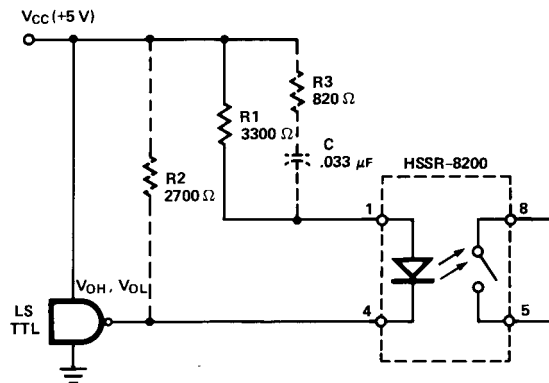 VCC (+5 V)
R3
820 Ω
R1
3300 Ω
C
.033 µF
HSSR-8200
R2
2700 Ω
1
8
VOH , VOL
LS
TTL
4
5